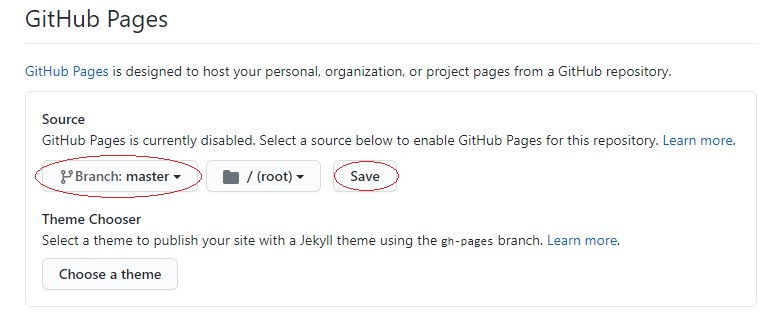 GitHub Pages
GitHub Pages is designed to host your personal, organization, or project pages from a GitHub repository.
Source
GitHub Pages is currently disabled. Select a source below to enable GitHub Pages for this repository. Learn more.
Branch: master / (root) Save
Theme Chooser
Select a theme to publish your site with a Jekyll theme using the gh-pages branch. Learn more.
Choose a theme